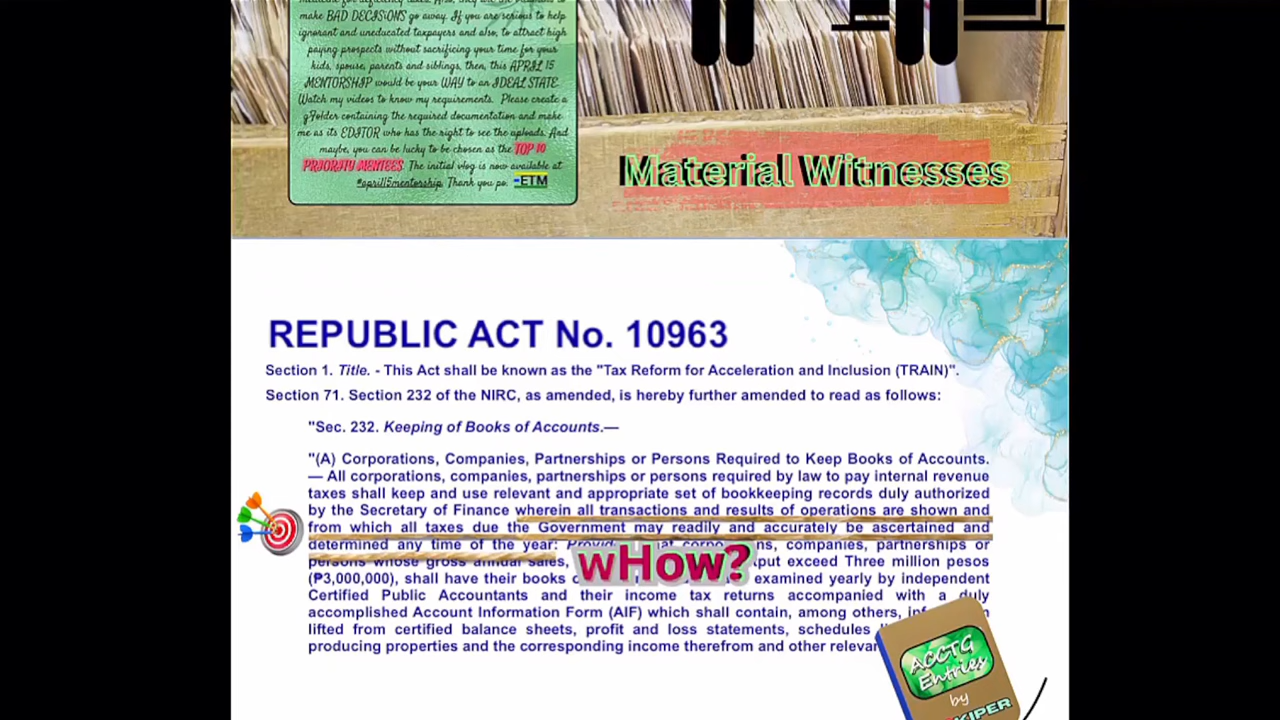 make BAD DECISIONS go away. If you are serious to help
ignorant and uneducated taxpayers and also, to attract high
paying prospects without sacrificing your time for your
kids, spouse, parents and siblings, then, this APRIL 15
MENTORSHIP would be your WAY to an IDEAL STATE.
Watch my videos to know my requirements. Please create a
gFolder containing the required documentation and make
me as its EDITOR who has the right to see the uploads. And
maybe, you can be lucky to be chosen as the TOP 10
PRIORITY MENTEES. The initial vlog is now available at
#april15mentorship. Thank you po. -ETM
Material Witnesses
REPUBLIC ACT No. 10963
Section 1. Title. - This Act shall be known as the "Tax Reform for Acceleration and Inclusion (TRAIN)".
Section 71. Section 232 of the NIRC, as amended, is hereby further amended to read as follows:
"Sec. 232. Keeping of Books of Accounts.—
"(A) Corporations, Companies, Partnerships or Persons Required to Keep Books of Accounts.
— All corporations, companies, partnerships or persons required by law to pay internal revenue
taxes shall keep and use relevant and appropriate set of bookkeeping records duly authorized
by the Secretary of Finance wherein all transactions and results of operations are shown and
from which all taxes due the Government may readily and accurately be ascertained and
determined any time of the year: companies, partnerships or
persons whose gross annual sales, exceed Three million pesos
(₱3,000,000), shall have their books examined yearly by independent
wHow?
Certified Public Accountants and their income tax returns accompanied with a duly
accomplished Account Information Form (AIF) which shall contain, among others,
lifted from certified balance sheets, profit and loss statements, schedules
producing properties and the corresponding income therefrom and other
ACCTG
Entries
by